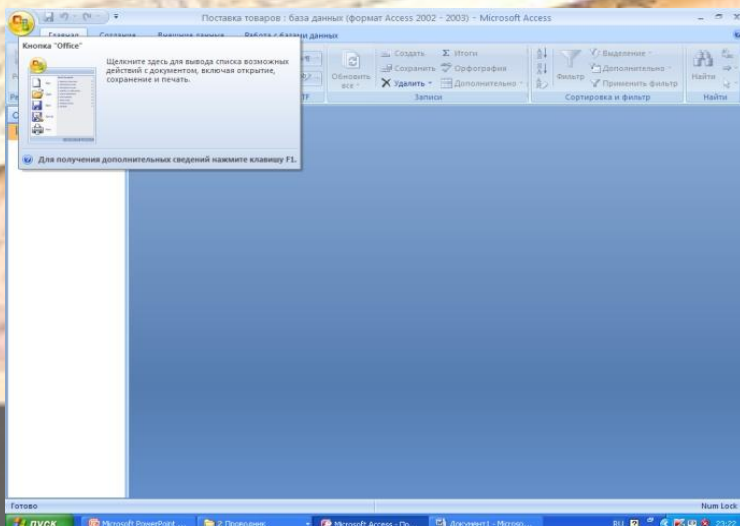 Поставка товаров : база данных (формат Access 2002 - 2003) - Microsoft Access
Главная Создание Внешние данные Работа с базами данных
Кнопка "Office"
Щелкните здесь для вывода списка возможных
действий с документом, включая открытие,
сохранение и печать.
Для получения дополнительных сведений нажмите клавишу F1.
Обновить
все
Создать
Сохранить
Удалить
Итоги
Орфография
Дополнительно
Записи
Фильтр
Выделение
Дополнительно
Применить фильтр
Сортировка и фильтр
Найти
Найти
Готово
Num Lock
пуск
Microsoft PowerPoint ...
2 Проводник
Microsoft Access - По...
Документ1 - Microso...
RU
23:22